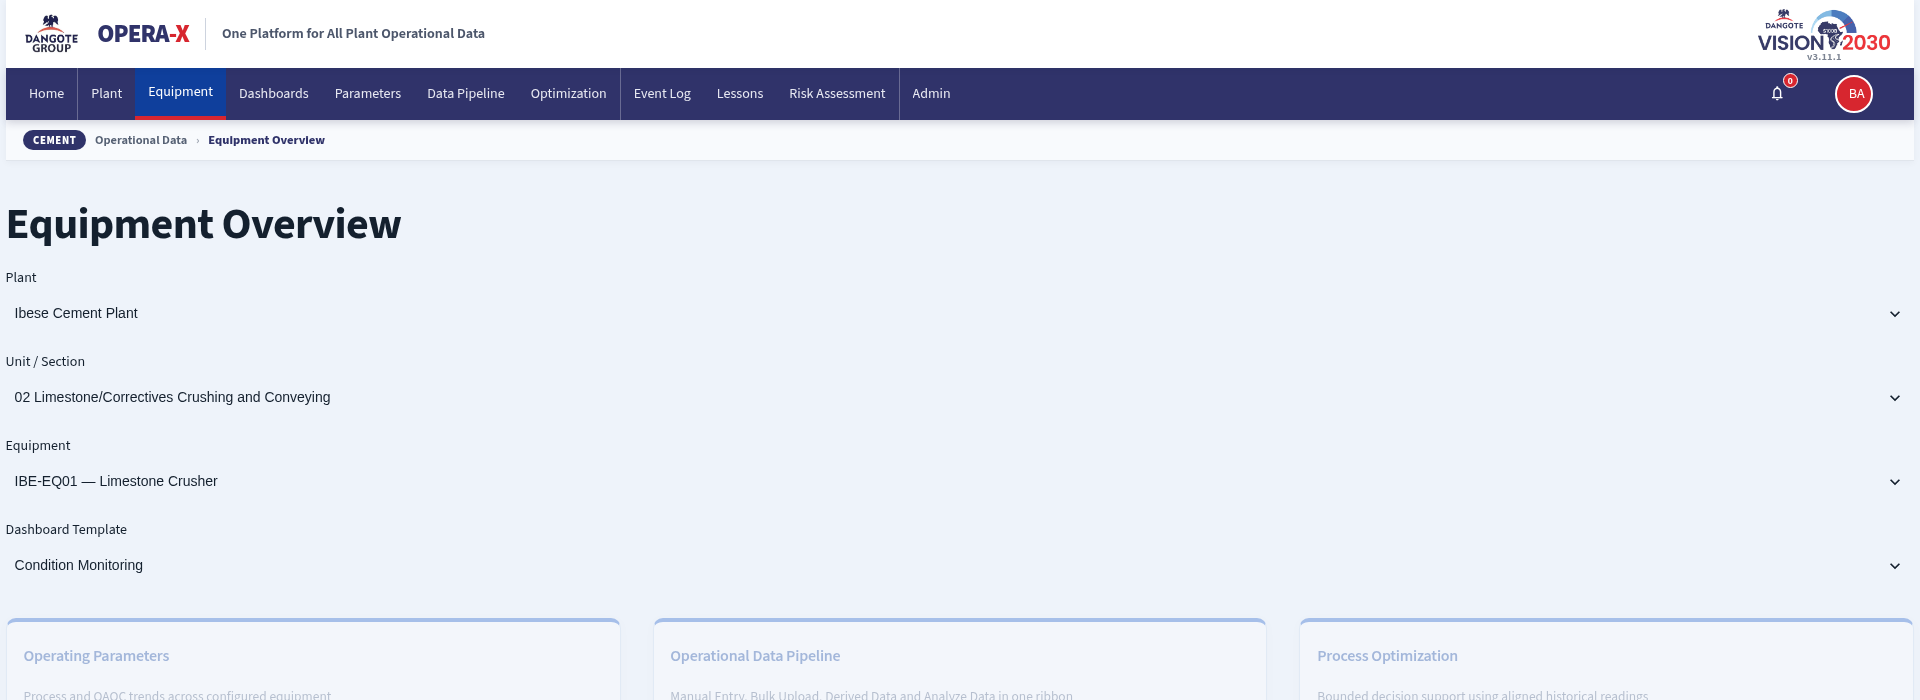 DANGOTE
GROUP
OPERA-X
One Platform for All Plant Operational Data
DANGOTE
VISION 2030
v3.11.1
Home
Plant
Equipment
Dashboards
Parameters
Data Pipeline
Optimization
Event Log
Lessons
Risk Assessment
Admin
0
BA
CEMENT
Operational Data
›
Equipment Overview
Equipment Overview
Plant
Ibese Cement Plant
Unit / Section
02 Limestone/Correctives Crushing and Conveying
Equipment
IBE-EQ01 — Limestone Crusher
Dashboard Template
Condition Monitoring
Operating Parameters
Process and QAQC trends across configured equipment
Operational Data Pipeline
Manual Entry, Bulk Upload, Derived Data and Analyze Data in one ribbon
Process Optimization
Bounded decision support using aligned historical readings